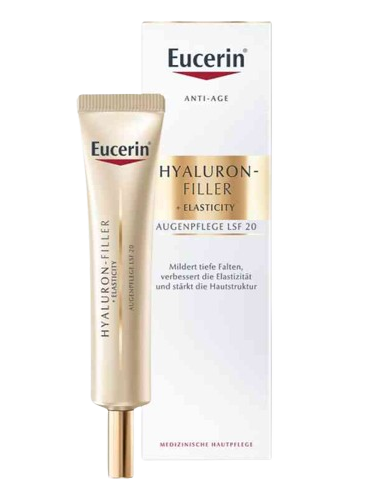 Eucerin®
HYALURON-FILLER
+ ELASTICITY
AUGENPFLEGE LSF 20
Eucerin®
ANTI-AGE
HYALURON-
FILLER
+ ELASTICITY
AUGENPFLEGE LSF 20
Mildert tiefe Falten,
verbessert die Elastizität
und stärkt die Hautstruktur
MEDIZINISCHE HAUTPFLEGE